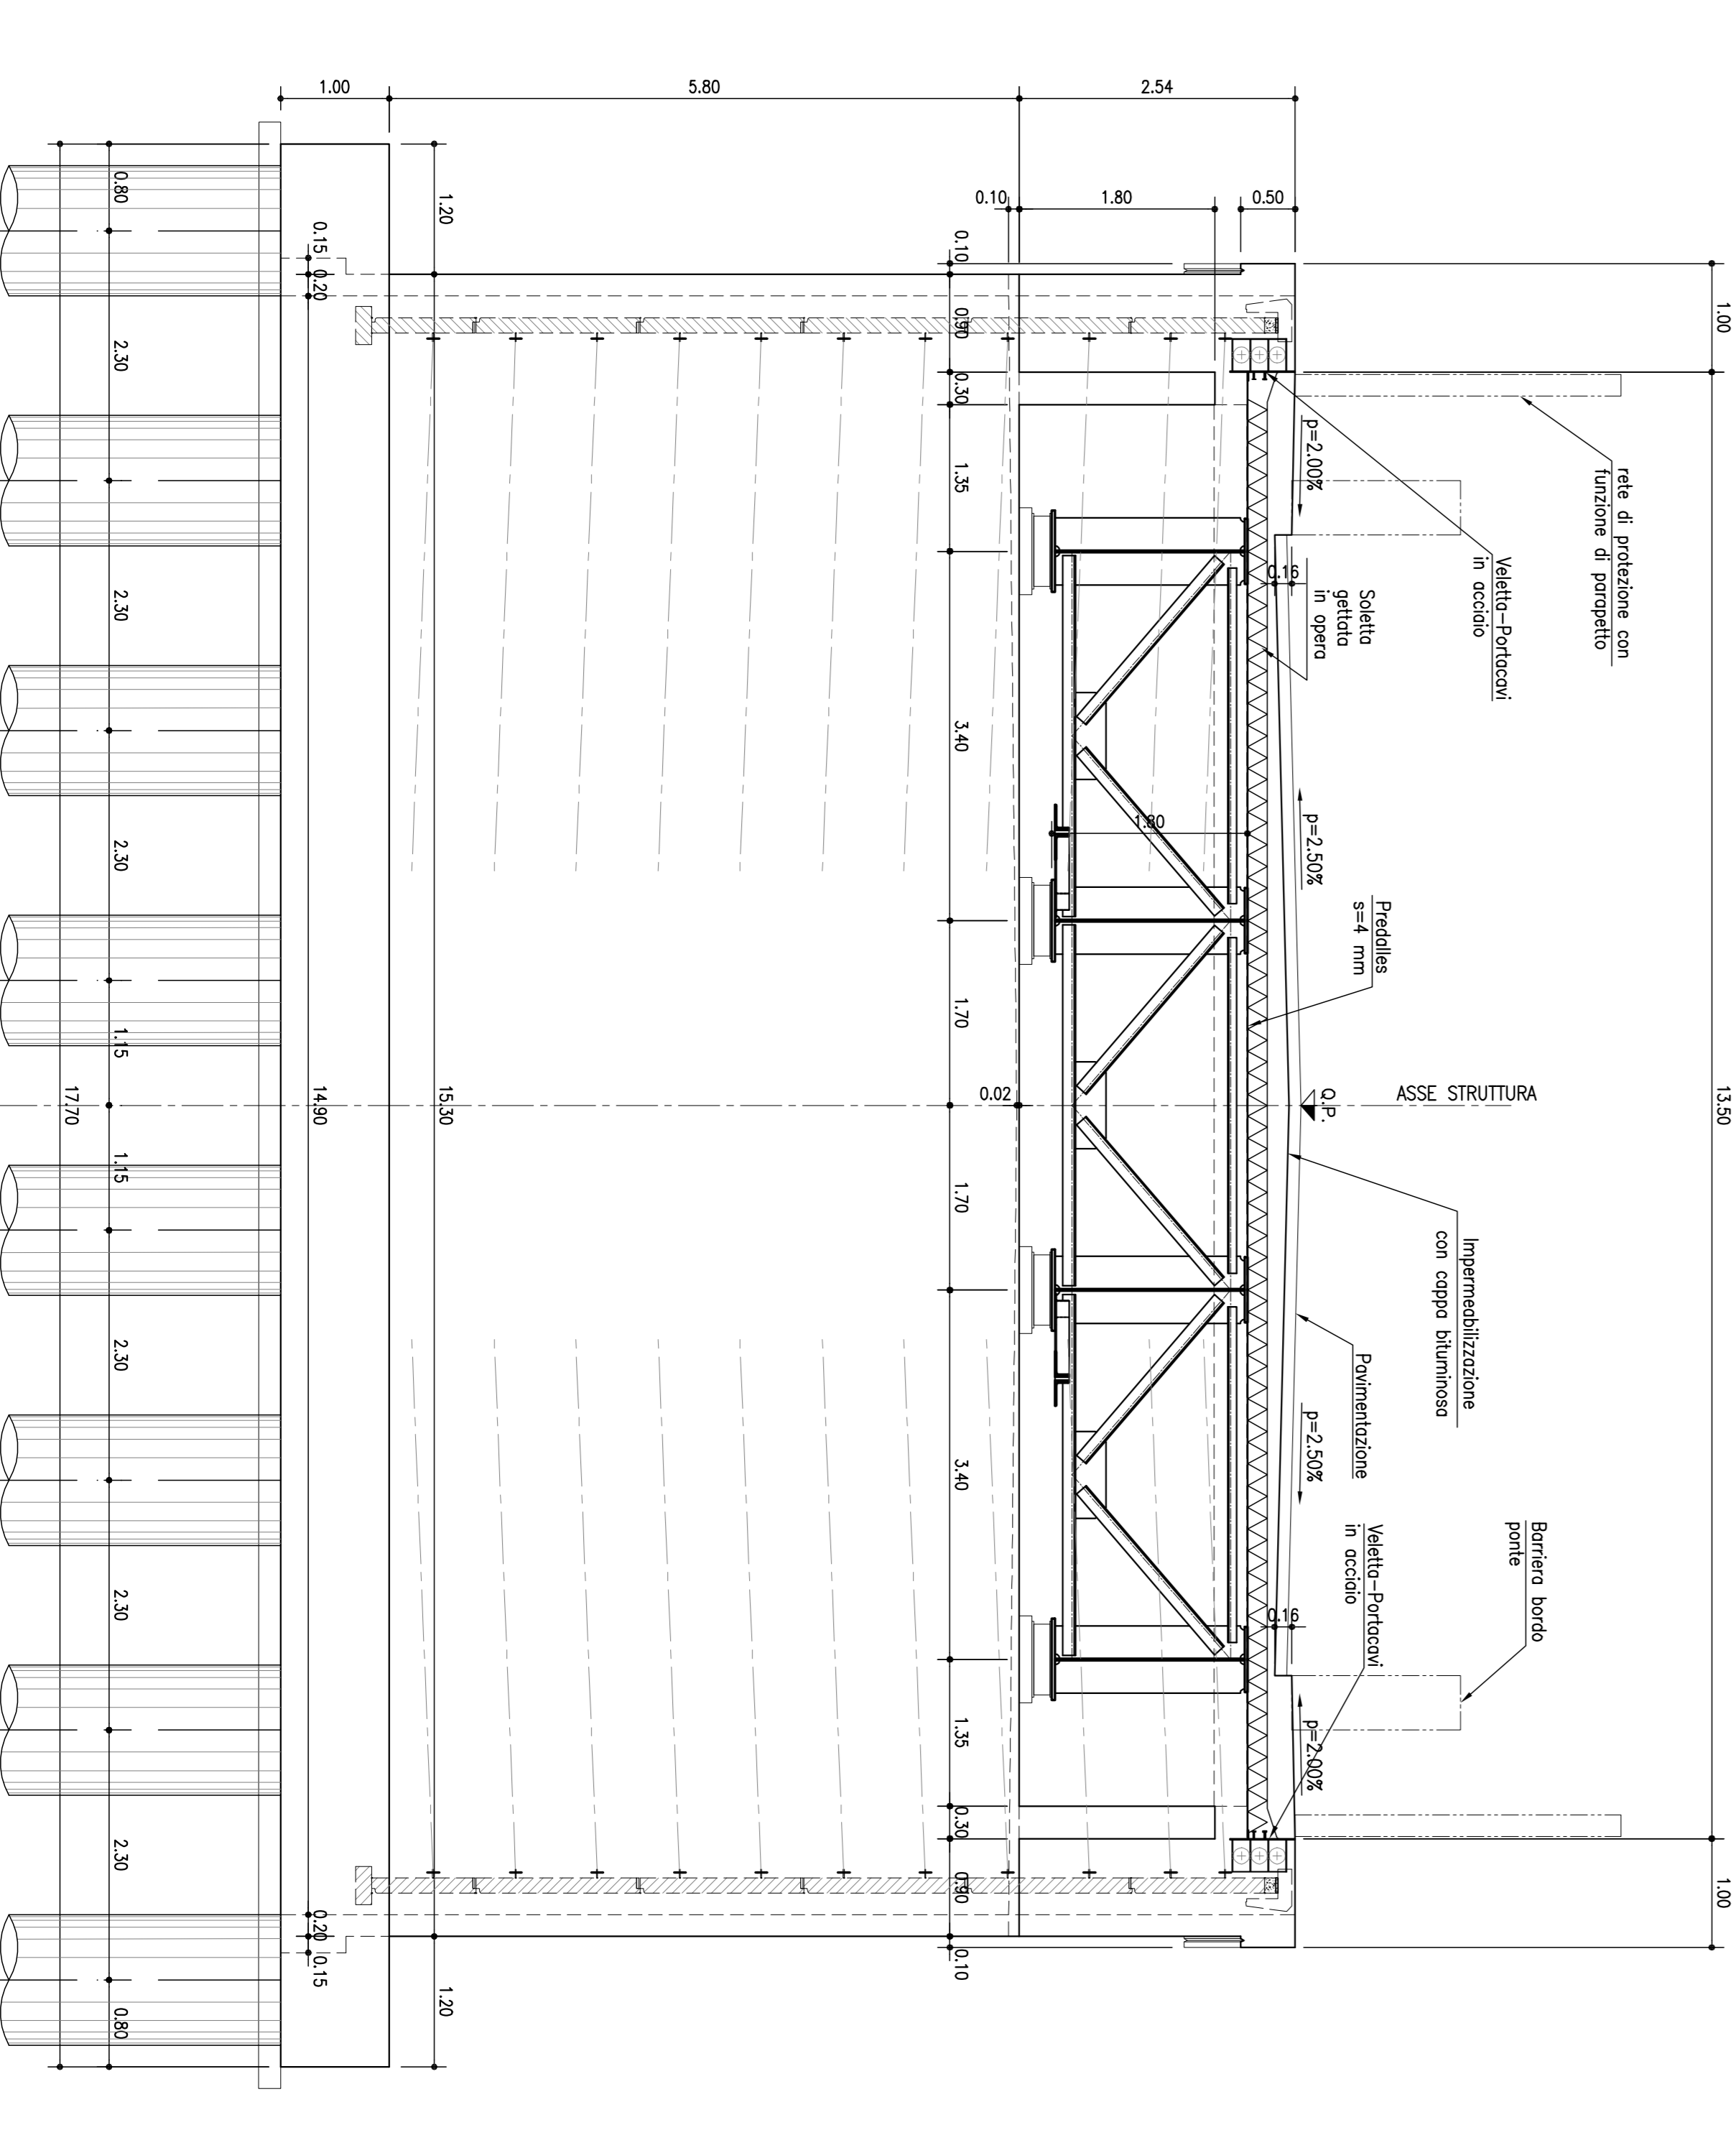 1.00
13.50
1.00
rete di protezione con
funzione di parapetto
Veletta-Portacavi
in acciaio
Soletta
gettata
in opera
p=2.00%
0.16
p=2.50%
Predalles
s=4 mm
ASSE STRUTTURA
Q.P.
Impermeabilizzazione
con cappa bituminosa
Pavimentazione
p=2.50%
Barriera bordo
ponte
Veletta-Portacavi
in acciaio
0.16
p=2.00%
2.54
5.80
1.00
0.50
1.80
0.10
1.80
0.02
0.10
0.90
0.30
1.35
3.40
1.70
1.70
3.40
1.35
0.30
0.90
0.10
1.20
15.30
1.20
0.15
0.20
14.90
0.20
0.15
0.80
2.30
2.30
2.30
1.15
1.15
2.30
2.30
2.30
0.80
17.70